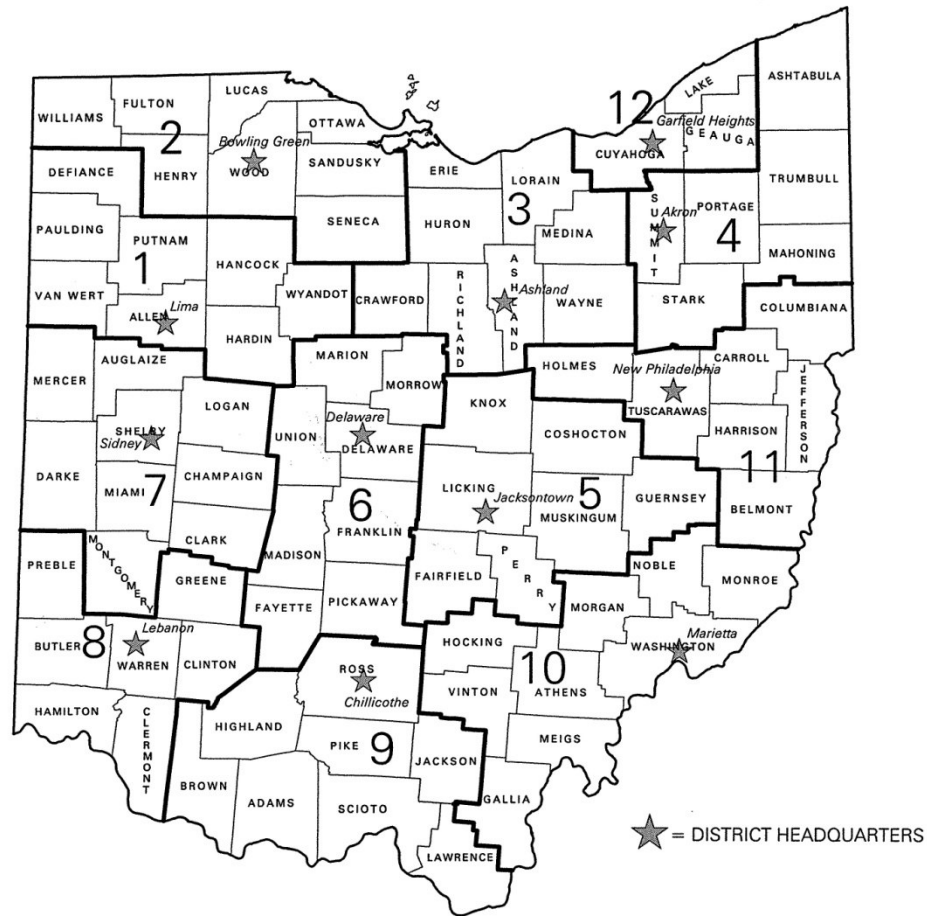 ASHTABULA
LAKE
12
Garfield Heights
GEAUGA
CUYAHOGA
LUCAS
FULTON
WILLIAMS
2
OTTAWA
Bowling Green
WOOD
SANDUSKY
HENRY
DEFIANCE
ERIE
LORAIN
3
TRUMBULL
PAULDING
SENECA
HURON
MEDINA
SUMMIT
Akron
PORTAGE
4
PUTNAM
1
HANCOCK
MAHONING
VAN WERT
ALLEN
Lima
WYANDOT
CRAWFORD
RICHLAND
ASHLAND
Ashland
WAYNE
STARK
COLUMBIANA
HARDIN
AUGLAIZE
MARION
MERCER
MORROW
HOLMES
New Philadelphia
TUSCARAWAS
CARROLL
JEFFERSON
LOGAN
KNOX
SHELBY
Sidney
UNION
Delaware
DELAWARE
COSHOCTON
HARRISON
11
DARKE
CHAMPAIGN
MIAMI
7
6
FRANKLIN
LICKING
Jacksontown
5
MUSKINGUM
GUERNSEY
BELMONT
CLARK
MADISON
PREBLE
MONTGOMERY
GREENE
FAIRFIELD
PERRY
NOBLE
MONROE
FAYETTE
PICKAWAY
MORGAN
Lebanon
BUTLER
8
WARREN
CLINTON
HOCKING
Marietta
WASHINGTON
ROSS
Chillicothe
10
ATHENS
VINTON
HAMILTON
CLERMONT
HIGHLAND
PIKE
9
MEIGS
JACKSON
BROWN
ADAMS
SCIOTO
GALLIA
LAWRENCE
= DISTRICT HEADQUARTERS